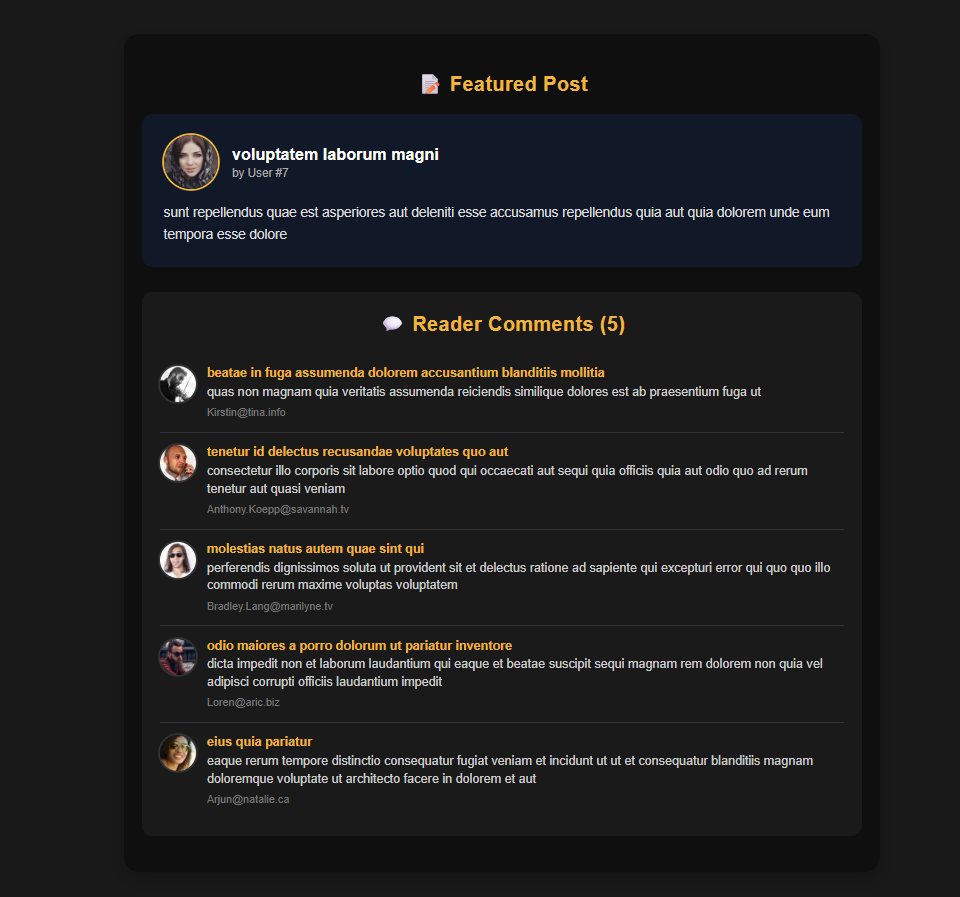 📝 Featured Post
voluptatem laborum magni
by User #7
sunt repellendus quae est asperiores aut deleniti esse accusamus repellendus quia aut quia dolorem unde eum
tempora esse dolore
💬 Reader Comments (5)
beatae in fuga assumenda dolorem accusantium blanditiis mollitia
quas non magnam quia veritatis assumenda reiciendis similique dolores est ab praesentium fuga ut
Kirstin@tina.info
tenetur id delectus recusandae voluptates quo aut
consectetur illo corporis sit labore optio quod qui occaecati aut sequi quia officiis quia aut odio quo ad rerum
tenetur aut quasi veniam
Anthony.Koepp@savannah.tv
molestias natus autem quae sint qui
perferendis dignissimos soluta ut provident sit et delectus ratione ad sapiente qui excepturi error qui quo quo illo
commodi rerum maxime voluptas voluptatem
Bradley.Lang@marilyne.tv
odio maiores a porro dolorum ut pariatur inventore
dicta impedit non et laborum laudantium qui eaque et beatae suscipit sequi magnam rem dolorem non quia vel
adipisci corrupti officiis laudantium impedit
Loren@aric.biz
eius quia pariatur
eaque rerum tempore distinctio consequatur fugiat veniam et incidunt ut ut et consequatur blanditiis magnam
doloremque voluptate ut architecto facere in dolorem et aut
Arjun@natalie.ca